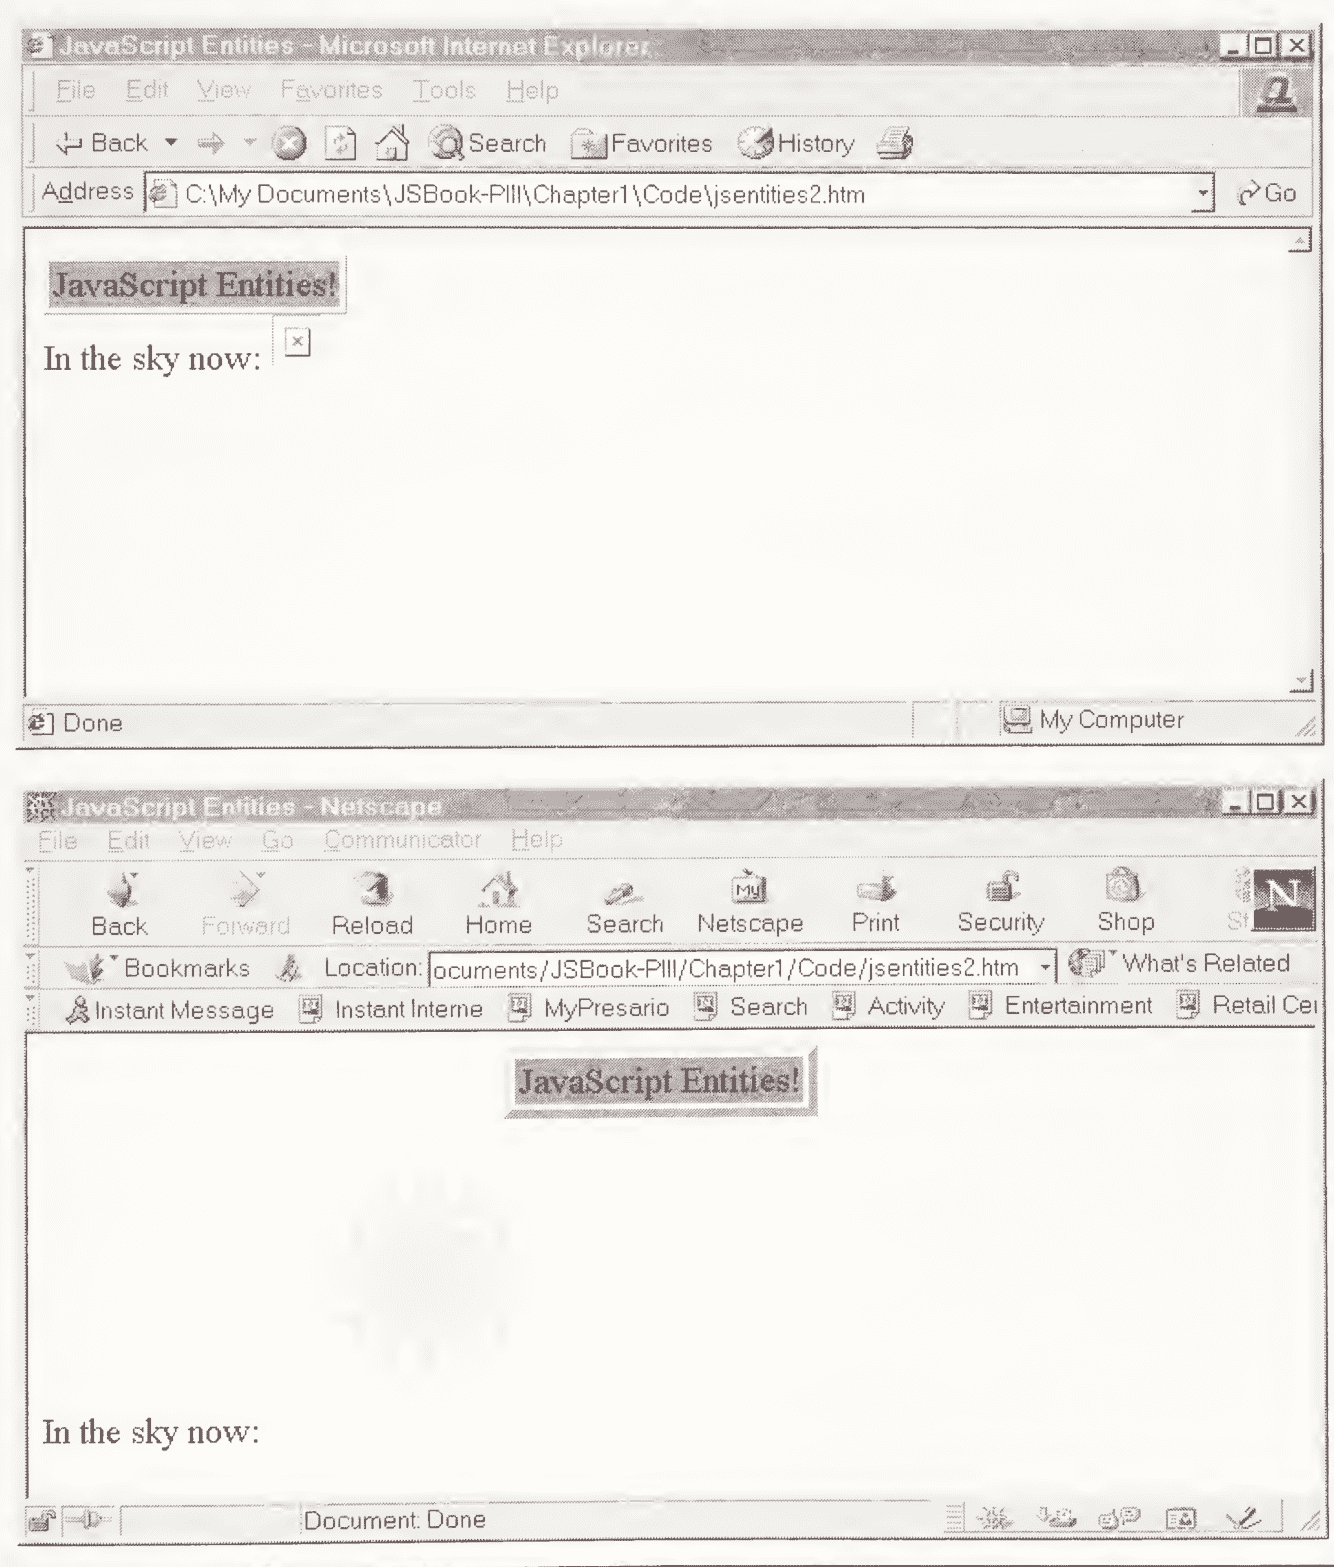 JavaScript Entities - Microsoft Internet Explorer
File Edit View Favorites Tools Help
Back Search Favorites History
Address C:\My Documents\JSBook-PIII\Chapter1\Code\jsentities2.htm Go
JavaScript Entities!
In the sky now:
Done My Computer
JavaScript Entities - Netscape
File Edit View Go Communicator Help
My N
Back Forward Reload Home Search Netscape Print Security Shop St
Bookmarks Location: ocuments/JSBook-PIII/Chapter1/Code/jsentities2.htm What's Related
Instant Message Instant Interne MyPresario Search Activity Entertainment Retail Cei
JavaScript Entities!
In the sky now:
Document: Done